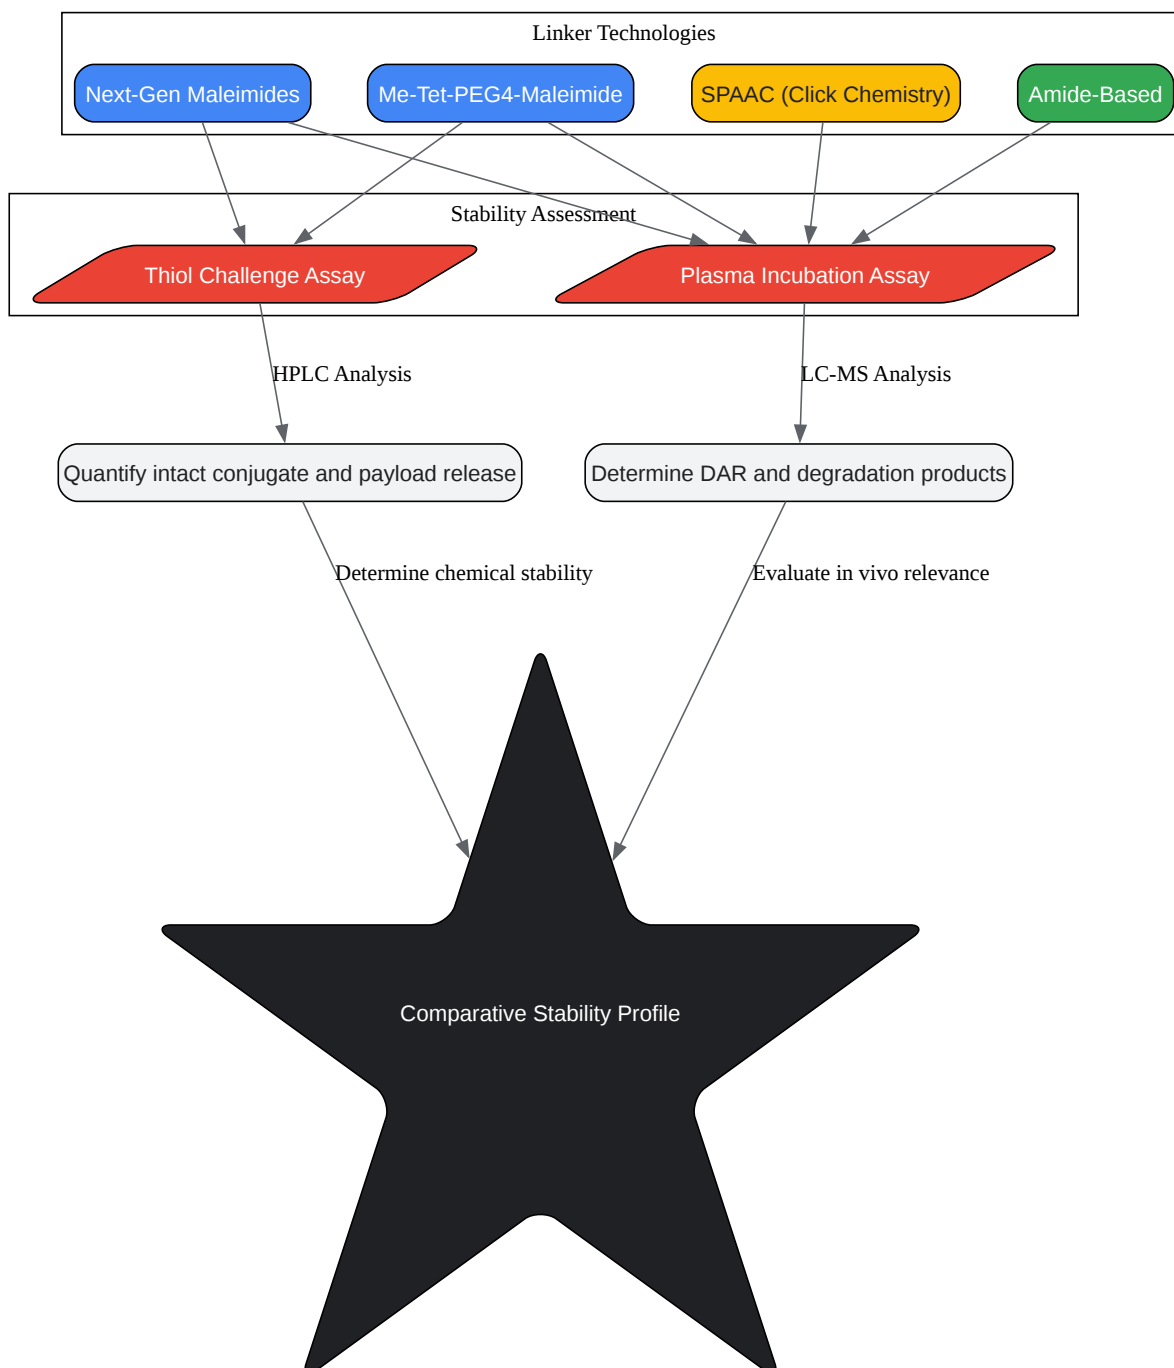 Linker Technologies
Next-Gen Maleimides
Me-Tet-PEG4-Maleimide
SPAAC (Click Chemistry)
Amide-Based
Stability Assessment
Thiol Challenge Assay
Plasma Incubation Assay
HPLC Analysis
LC-MS Analysis
Quantify intact conjugate and payload release
Determine DAR and degradation products
Determine chemical stability
Evaluate in vivo relevance
Comparative Stability Profile